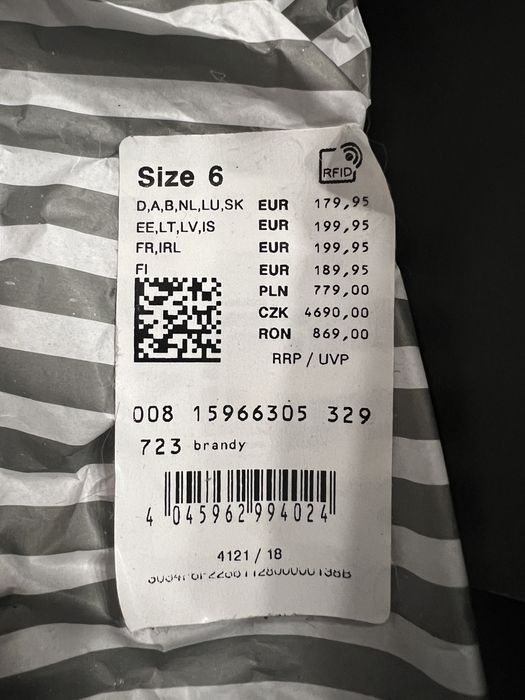 Size 6
RFID
D,A,B,NL,LU,SK EUR 179,95
EE,LT,LV,IS EUR 199,95
FR,IRL EUR 199,95
FI EUR 189,95
PLN 779,00
CZK 4690,00
RON 869,00
RRP / UVP
008 15966305 329
723 brandy
4 045962 994024
4121 / 18